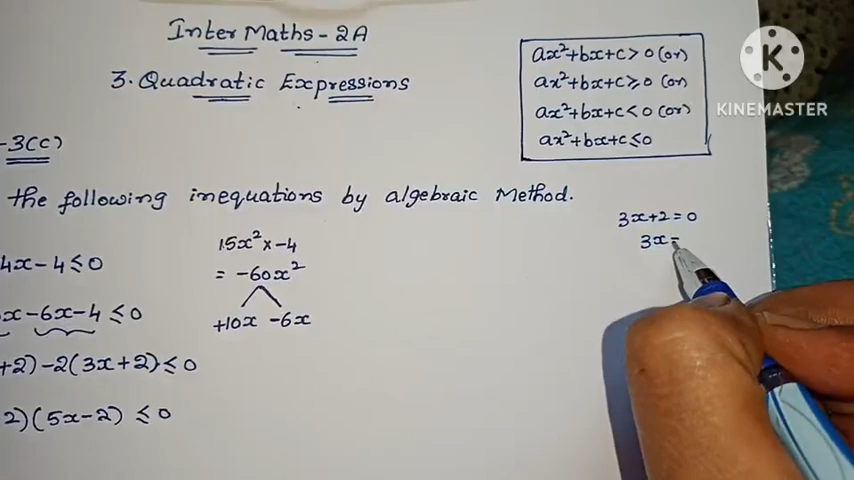 Inter Maths - 2A
3. Quadratic Expressions
ax²+bx+c > 0 (or)
ax²+bx+c ≥ 0 (or)
ax²+bx+c < 0 (or)
ax²+bx+c ≤ 0
K
KINEMASTER
-3(c)
the following inequations by algebraic Method.
4x-4 ≤ 0
x-6x-4 ≤ 0
+2)-2(3x+2) ≤ 0
2)(5x-2) ≤ 0
15x² x -4
= -60x²
+10x -6x
3x+2=0
3x=